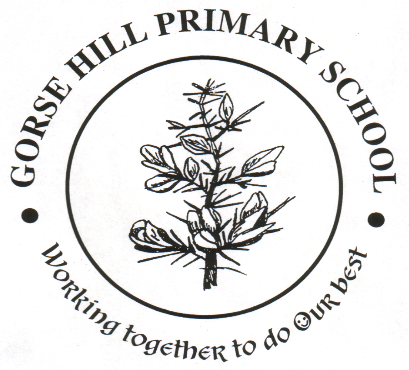 GORSE HILL PRIMARY SCHOOL
Working together to do Our best